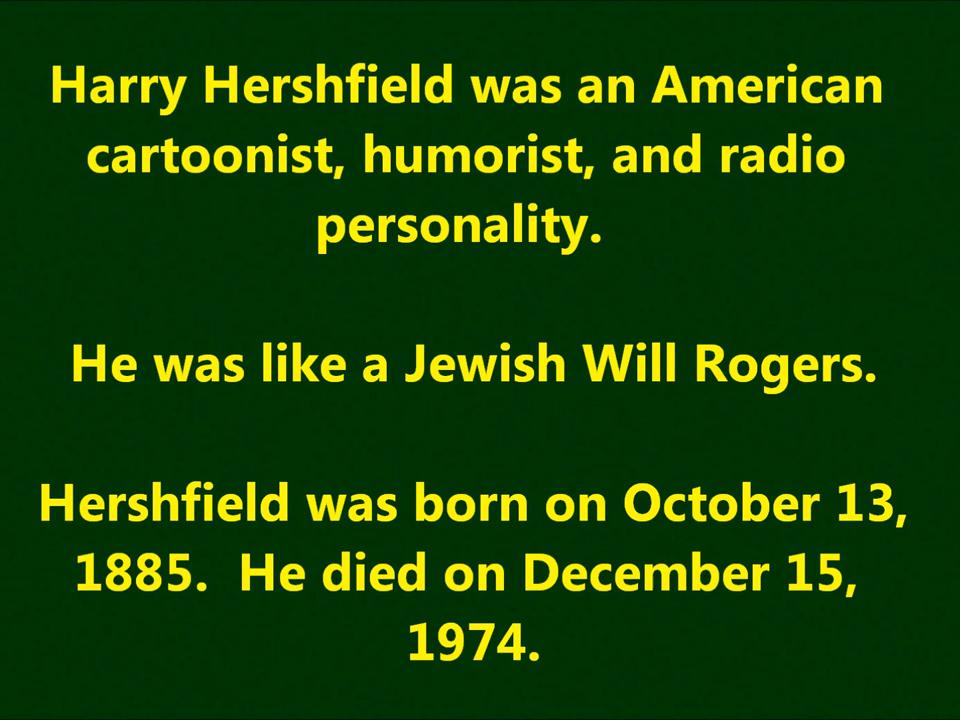 Harry Hershfield was an American
cartoonist, humorist, and radio
personality.
He was like a Jewish Will Rogers.
Hershfield was born on October 13,
1885.  He died on December 15,
1974.